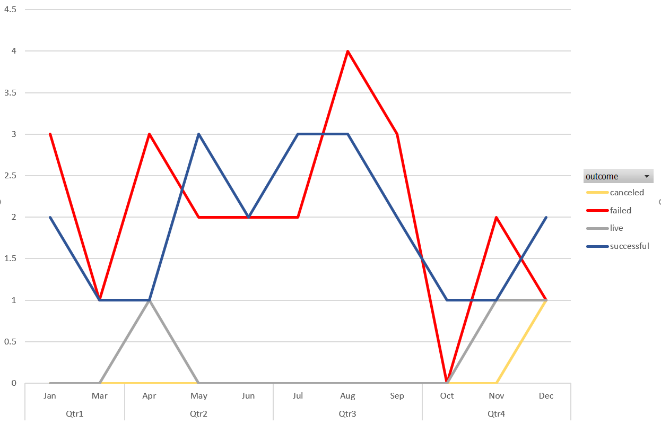 4.5
4
3.5
3
2.5
2
1.5
1
0.5
0
Jan Mar Apr May Jun Jul Aug Sep Oct Nov Dec
Qtr1 Qtr2 Qtr3 Qtr4
outcome
canceled
failed
live
successful